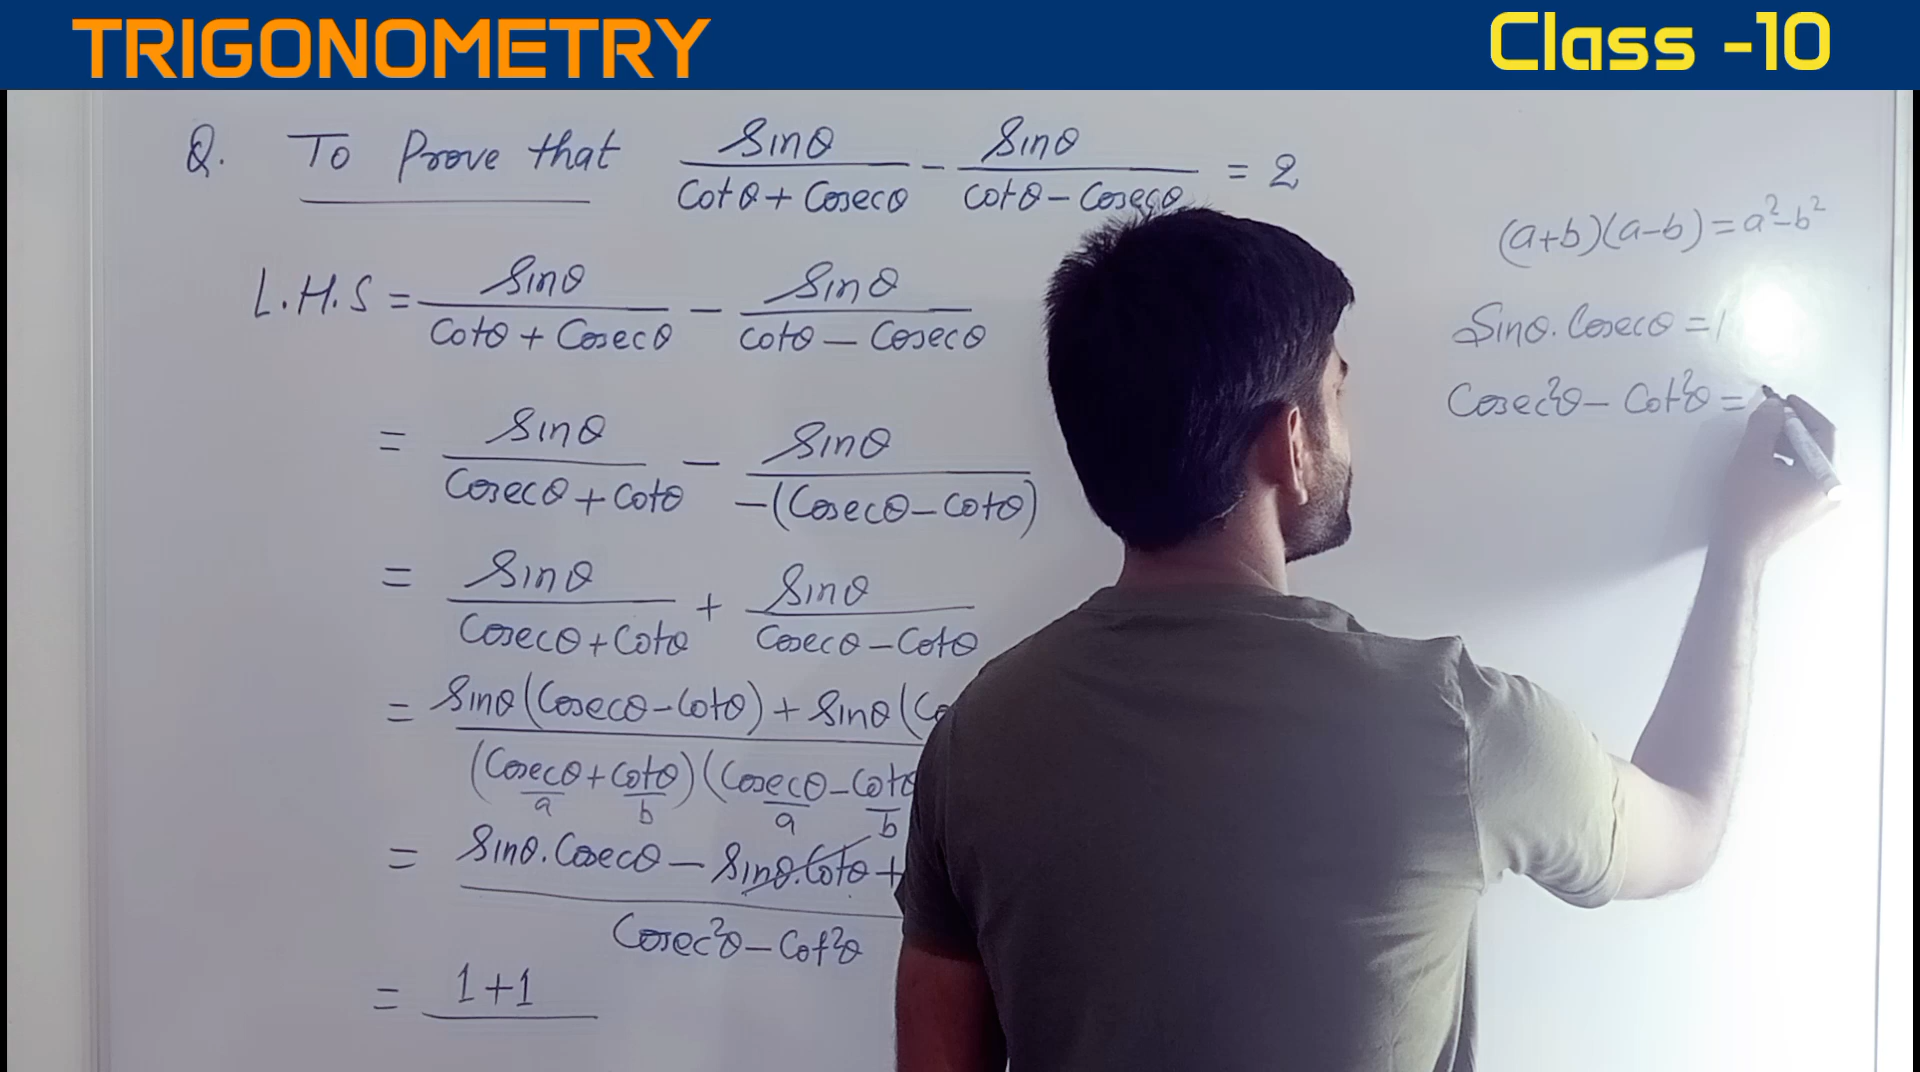 TRIGONOMETRY Class -10
Q. To Prove that Sinθ/(Cotθ + Cosecθ) - Sinθ/(Cotθ - Cosecθ) = 2
(a+b)(a-b) = a²-b²
L.H.S = Sinθ/(Cotθ + Cosecθ) - Sinθ/(Cotθ - Cosecθ)
Sinθ. Cosecθ = 1
Cosec²θ - Cot²θ =
= Sinθ/(Cosecθ + Cotθ) - Sinθ/-(Cosecθ - Cotθ)
= Sinθ/(Cosecθ + Cotθ) + Sinθ/(Cosecθ - Cotθ)
= Sinθ(Cosecθ - Cotθ) + Sinθ(
(Cosecθ + Cotθ)(Cosecθ - Cotθ
a b a b
= Sinθ. Cosecθ - Sinθ.Cotθ +
Cosec²θ - Cot²θ
= 1+1